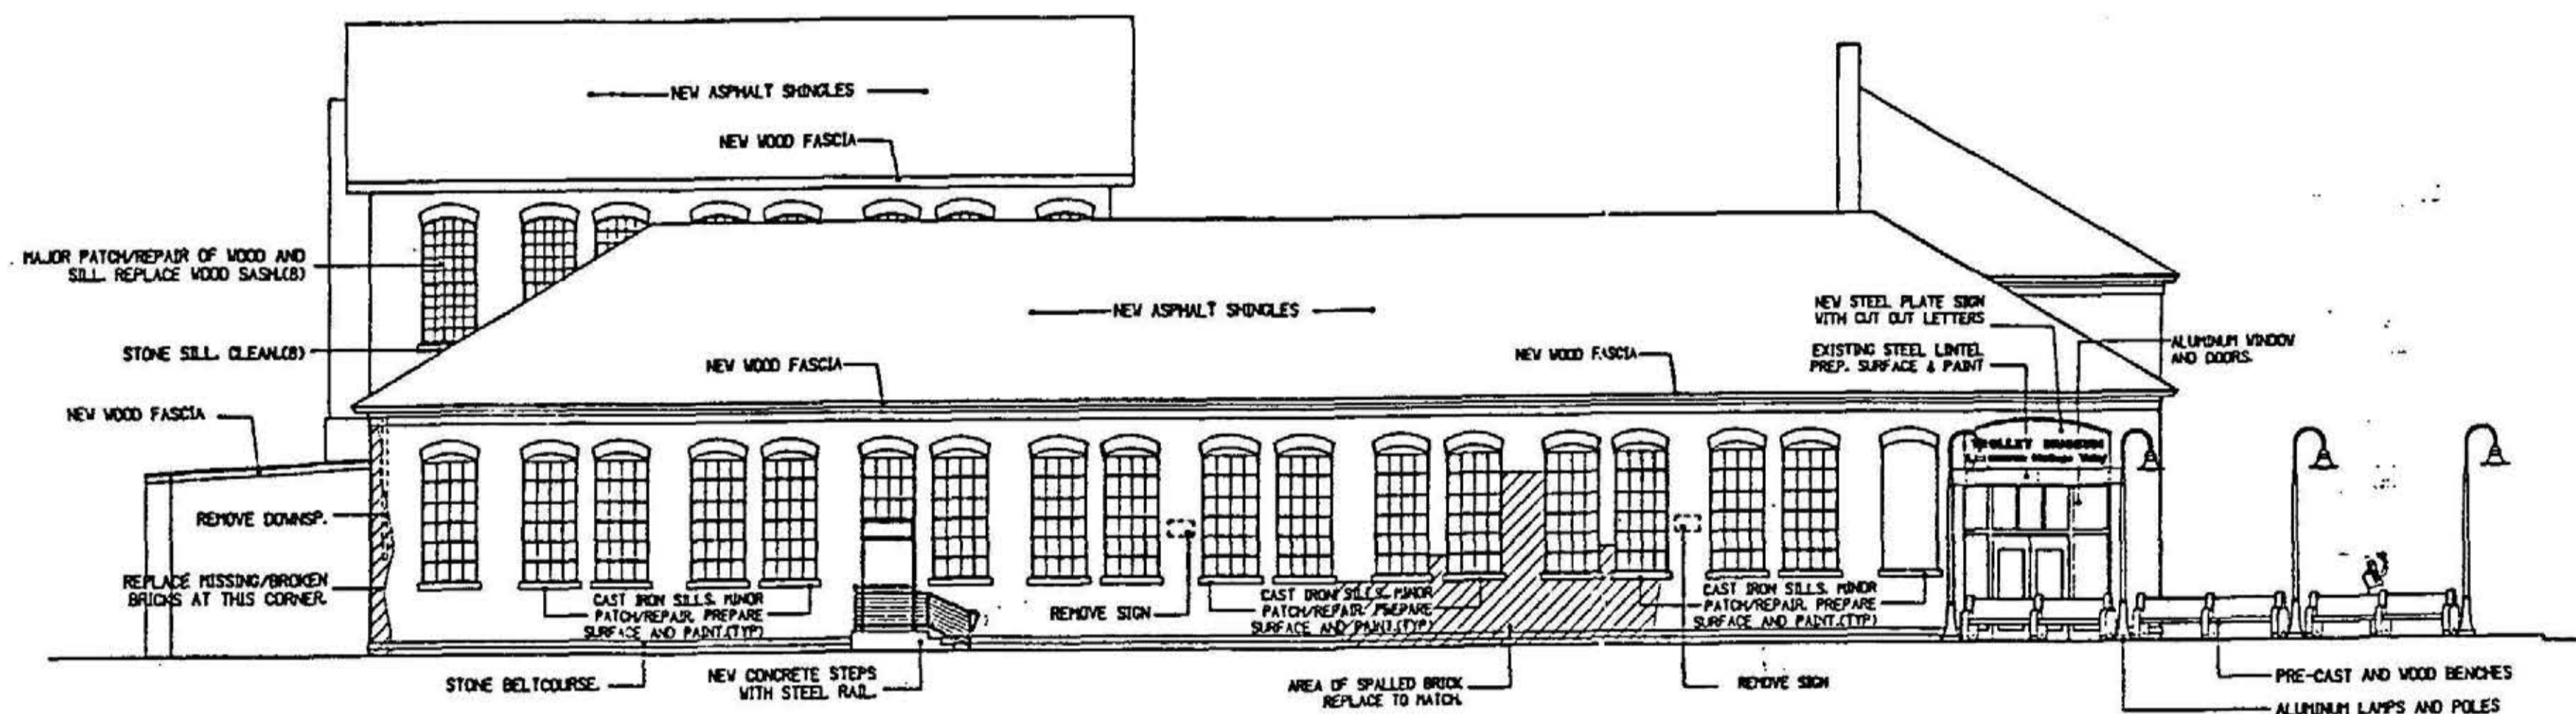 NEW ASPHALT SHINGLES
NEW WOOD FASCIA
MAJOR PATCH/REPAIR OF WOOD AND
SILL. REPLACE WOOD SASH.(8)
STONE SILL. CLEAN.(8)
NEW WOOD FASCIA
NEW ASPHALT SHINGLES
NEW WOOD FASCIA
NEW WOOD FASCIA
NEW STEEL PLATE SIGN
WITH CUT OUT LETTERS
EXISTING STEEL LINTEL
PREP. SURFACE & PAINT
ALUMINUM WINDOW
AND DOORS.
TROLLEY MUSEUM
REMOVE DOWNSP.
REPLACE MISSING/BROKEN
BRICKS AT THIS CORNER.
CAST IRON SILLS. MINOR
PATCH/REPAIR. PREPARE
SURFACE AND PAINT.(TYP)
REMOVE SIGN
CAST IRON SILLS. MINOR
PATCH/REPAIR. PREPARE
SURFACE AND PAINT.(TYP)
CAST IRON SILLS. MINOR
PATCH/REPAIR. PREPARE
SURFACE AND PAINT.(TYP)
STONE BELTCOURSE.
NEW CONCRETE STEPS
WITH STEEL RAIL.
AREA OF SPALLED BRICK
REPLACE TO MATCH.
REMOVE SIGN
PRE-CAST AND WOOD BENCHES
ALUMINUM LAMPS AND POLES